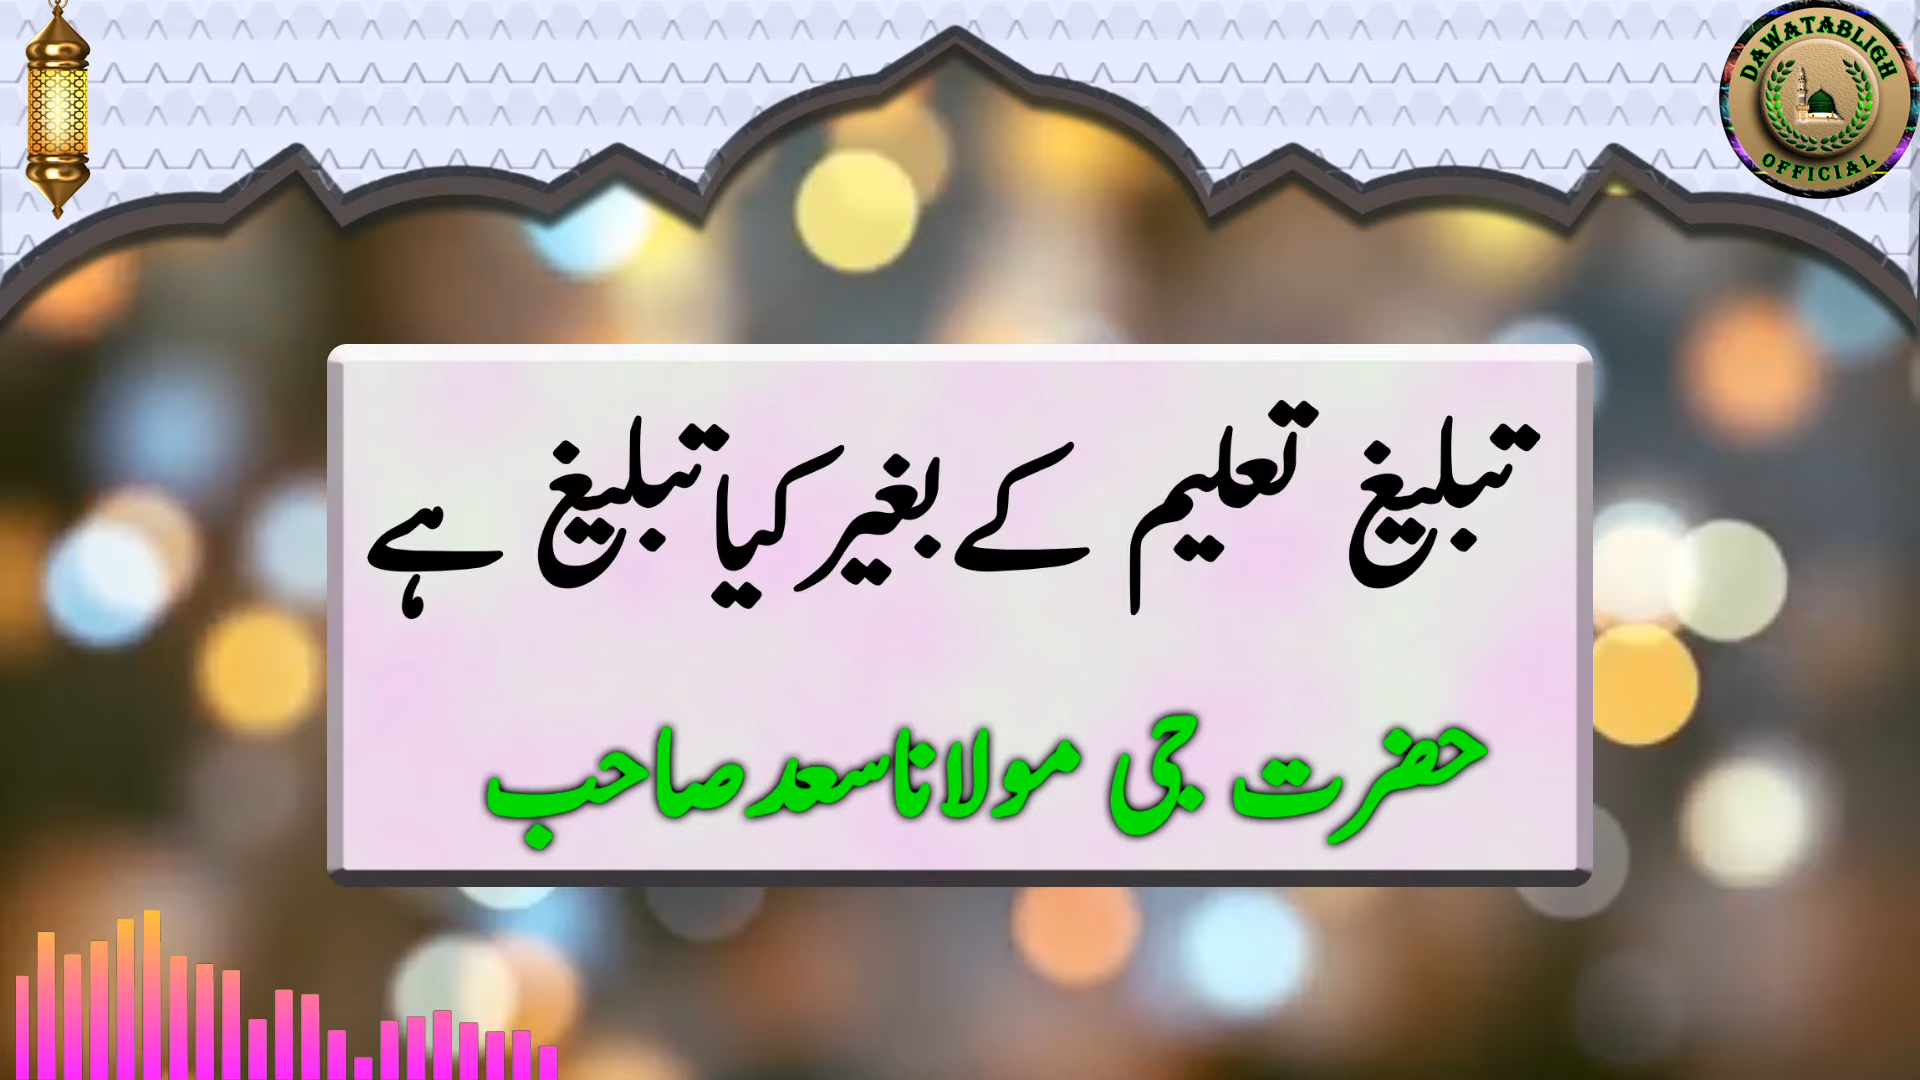 DAWATABLIGH
OFFICIAL
تبلیغ تعلیم کے بغیر کیا تبلیغ ہے
حضرت جی مولانا سعد صاحب